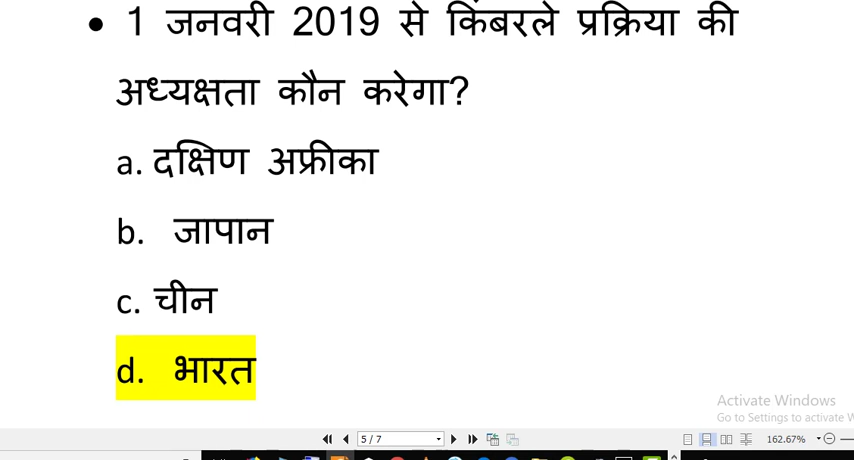 • 1 जनवरी 2019 से किंबरले प्रक्रिया की
अध्यक्षता कौन करेगा?
a. दक्षिण अफ्रीका
b. जापान
c. चीन
d. भारत
Activate Windows
Go to Settings to activate W
5 / 7
162.67%